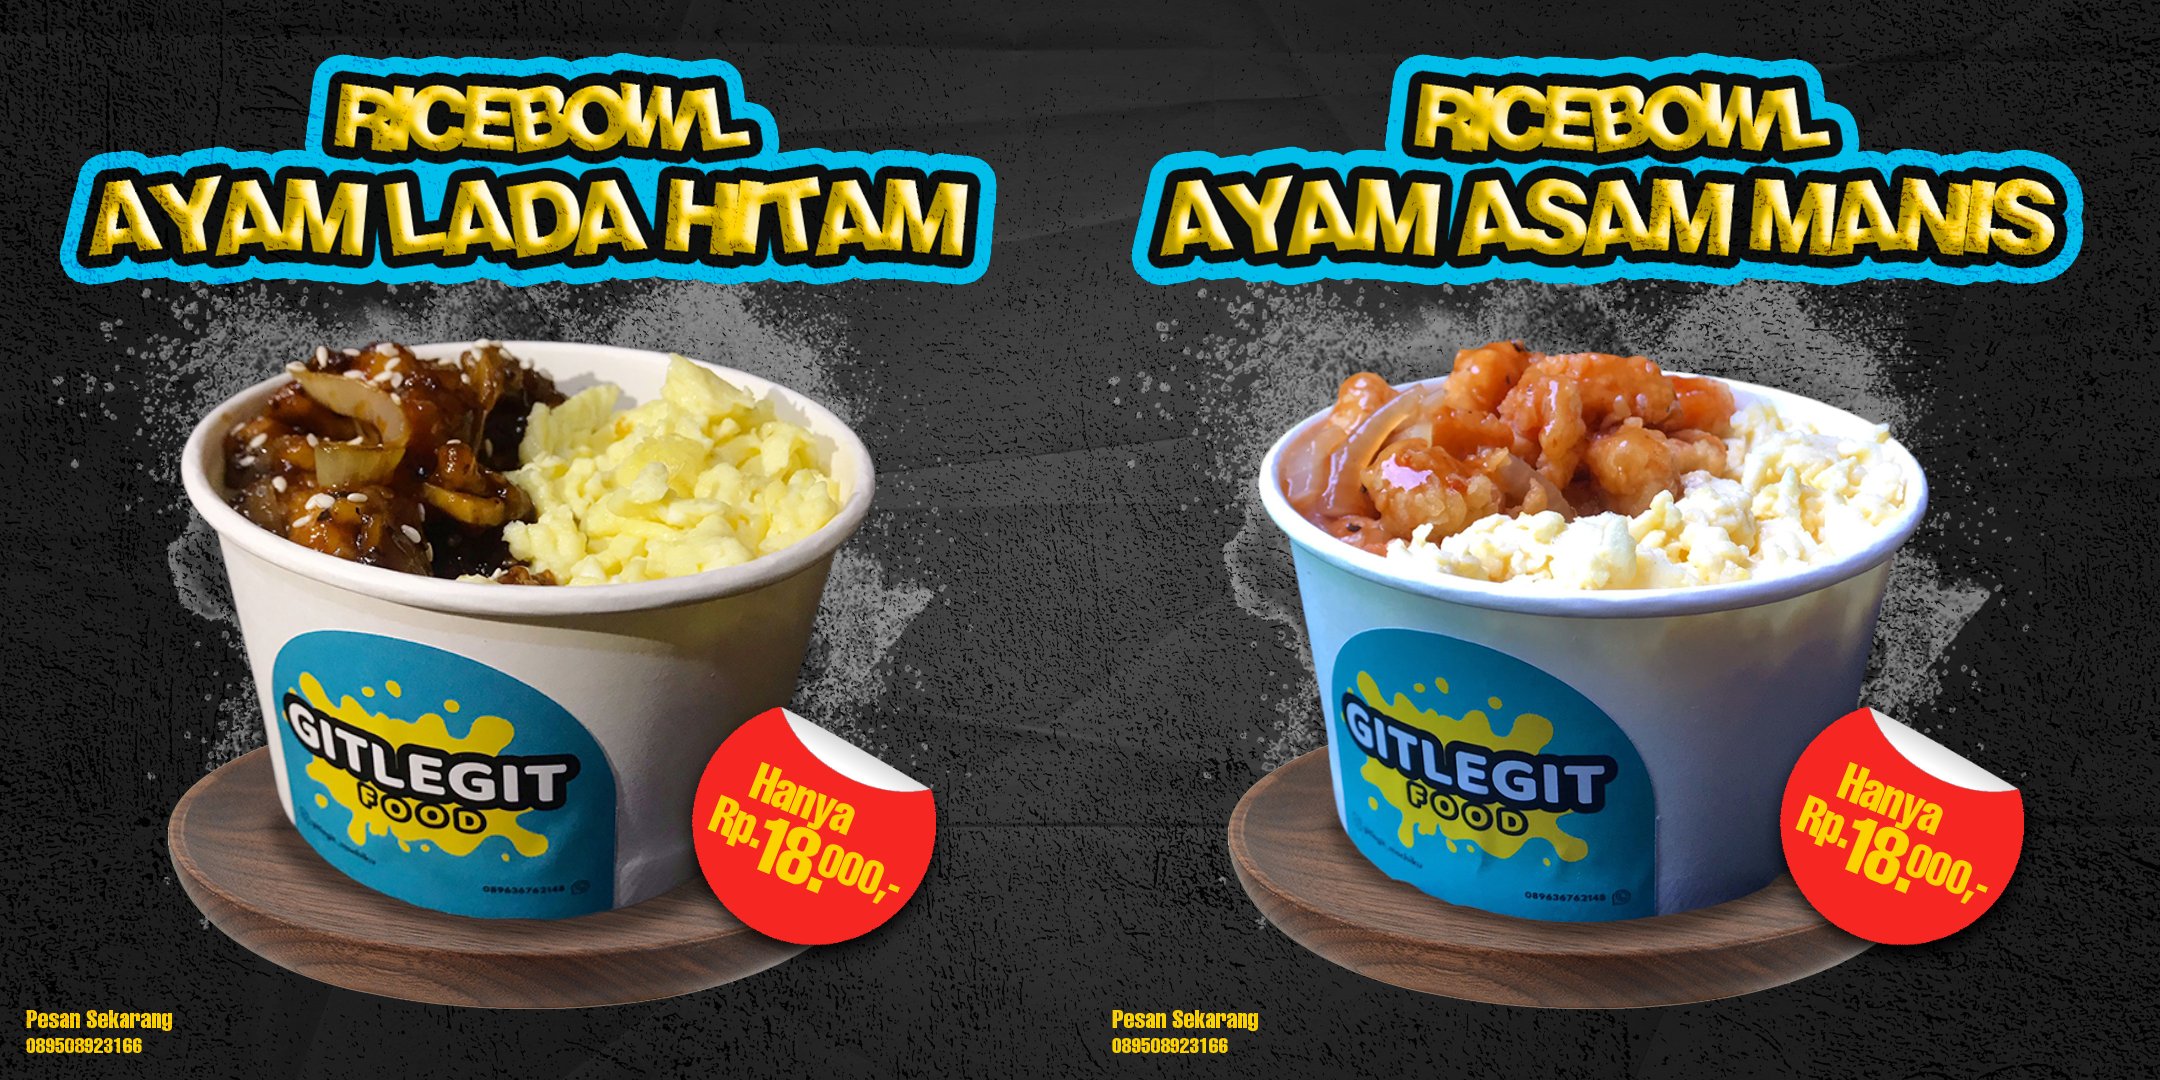 RICEBOWL
AYAM LADA HITAM
GITLEGIT
FOOD
089636762148
Hanya
Rp.18.000,-
Pesan Sekarang
089508923166
RICEBOWL
AYAM ASAM MANIS
GITLEGIT
FOOD
089636762148
Hanya
Rp.18.000,-
Pesan Sekarang
089508923166